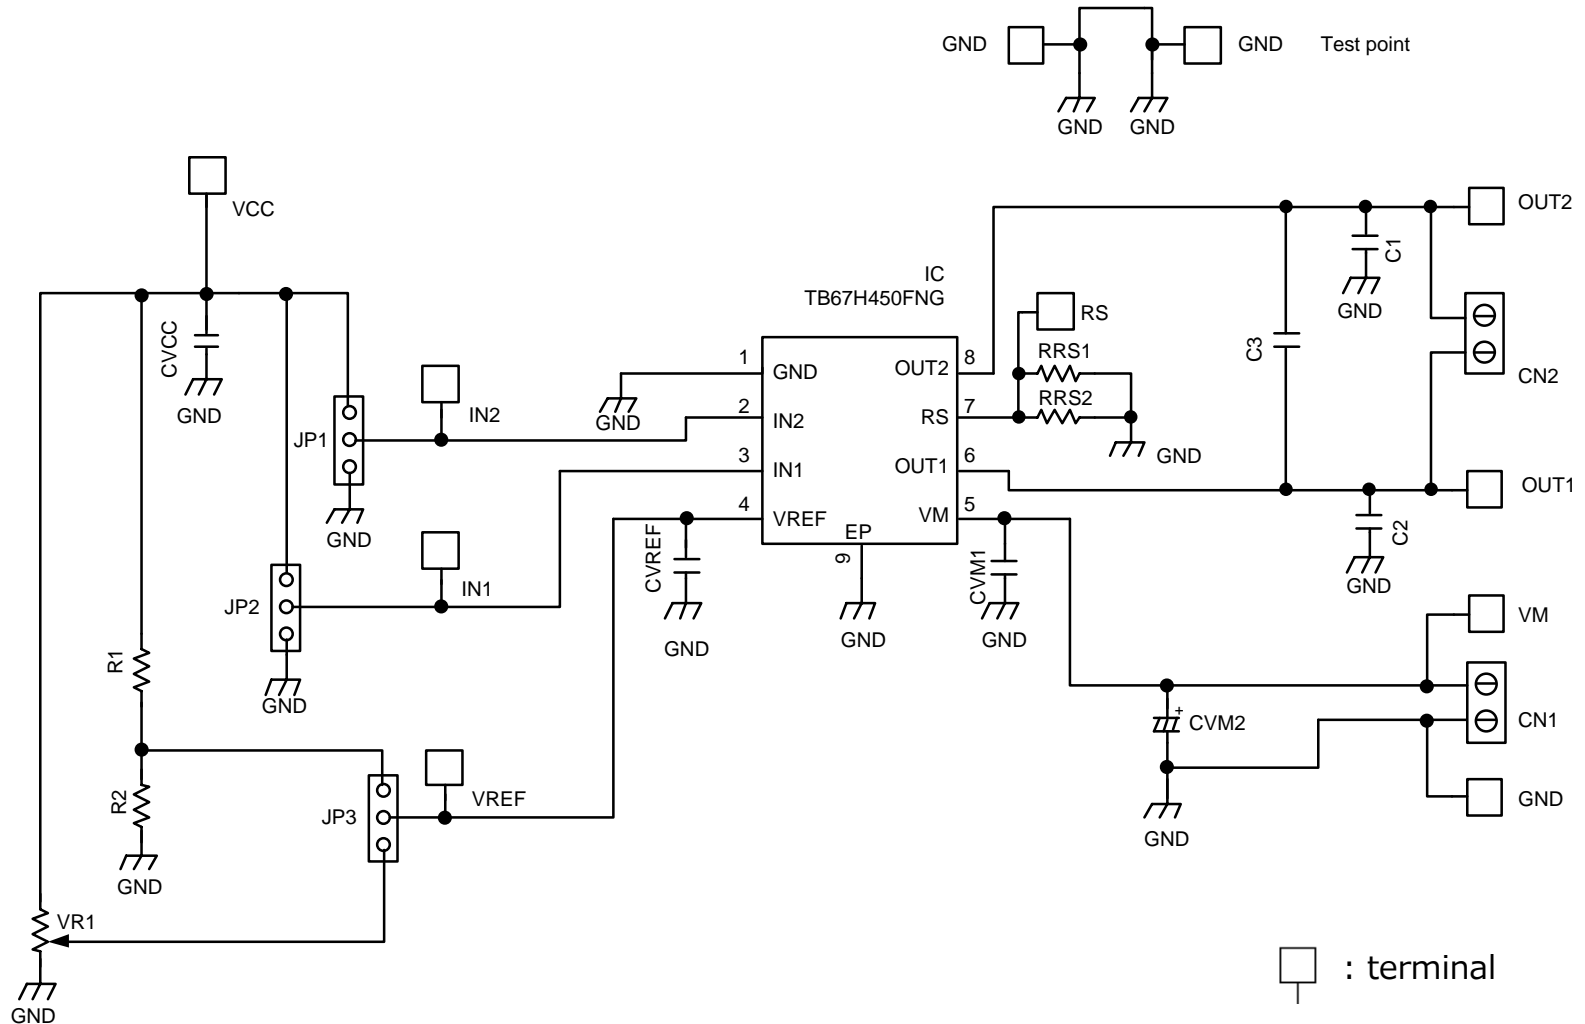 GND
GND
Test point
GND
GND
VCC
CVCC
GND
JP1
GND
IN2
JP2
GND
IN1
R1
R2
GND
VR1
GND
JP3
VREF
CVREF
GND
GND
IC
TB67H450FNG
1
GND
2
IN2
3
IN1
4
VREF
EP
9
GND
OUT2
8
RS
7
OUT1
6
VM
5
RS
RRS1
RRS2
GND
CVM1
GND
C3
C1
GND
OUT2
CN2
OUT1
C2
GND
VM
CN1
+
CVM2
GND
GND
: terminal